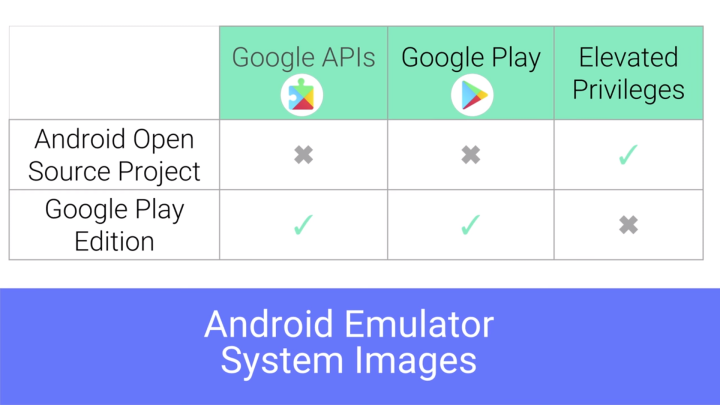 Google APIs
Google Play
Elevated
Privileges
Android Open
Source Project
✖ ✖ ✓
Google Play
Edition
✓ ✓ ✖
Android Emulator
System Images